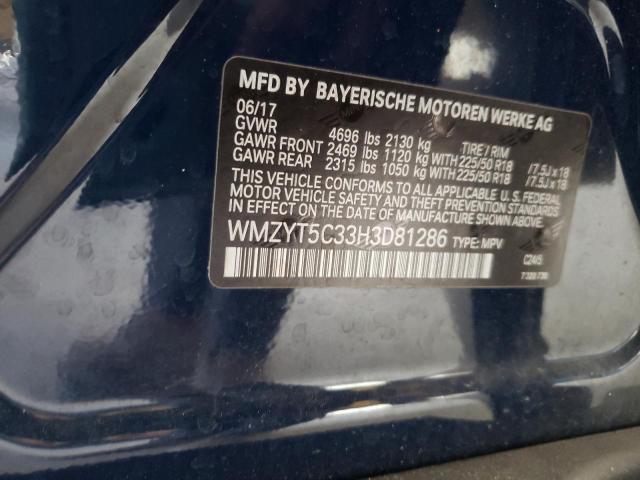 MFD BY BAYERISCHE MOTOREN WERKE AG
06/17
GVWR 4696 lbs 2130 kg TIRE / RIM
GAWR FRONT 2469 lbs 1120 kg WITH 225/50 R18 /7.5J x 18
GAWR REAR 2315 lbs 1050 kg WITH 225/50 R18 /7.5J x 18
THIS VEHICLE CONFORMS TO ALL APPLICABLE U.S. FEDERAL
MOTOR VEHICLE SAFETY AND THEFT PREVENTION STANDARDS
IN EFFECT ON THE DATE OF MANUFACTURE SHOWN ABOVE.
WMZYT5C33H3D81286 TYPE: MPV